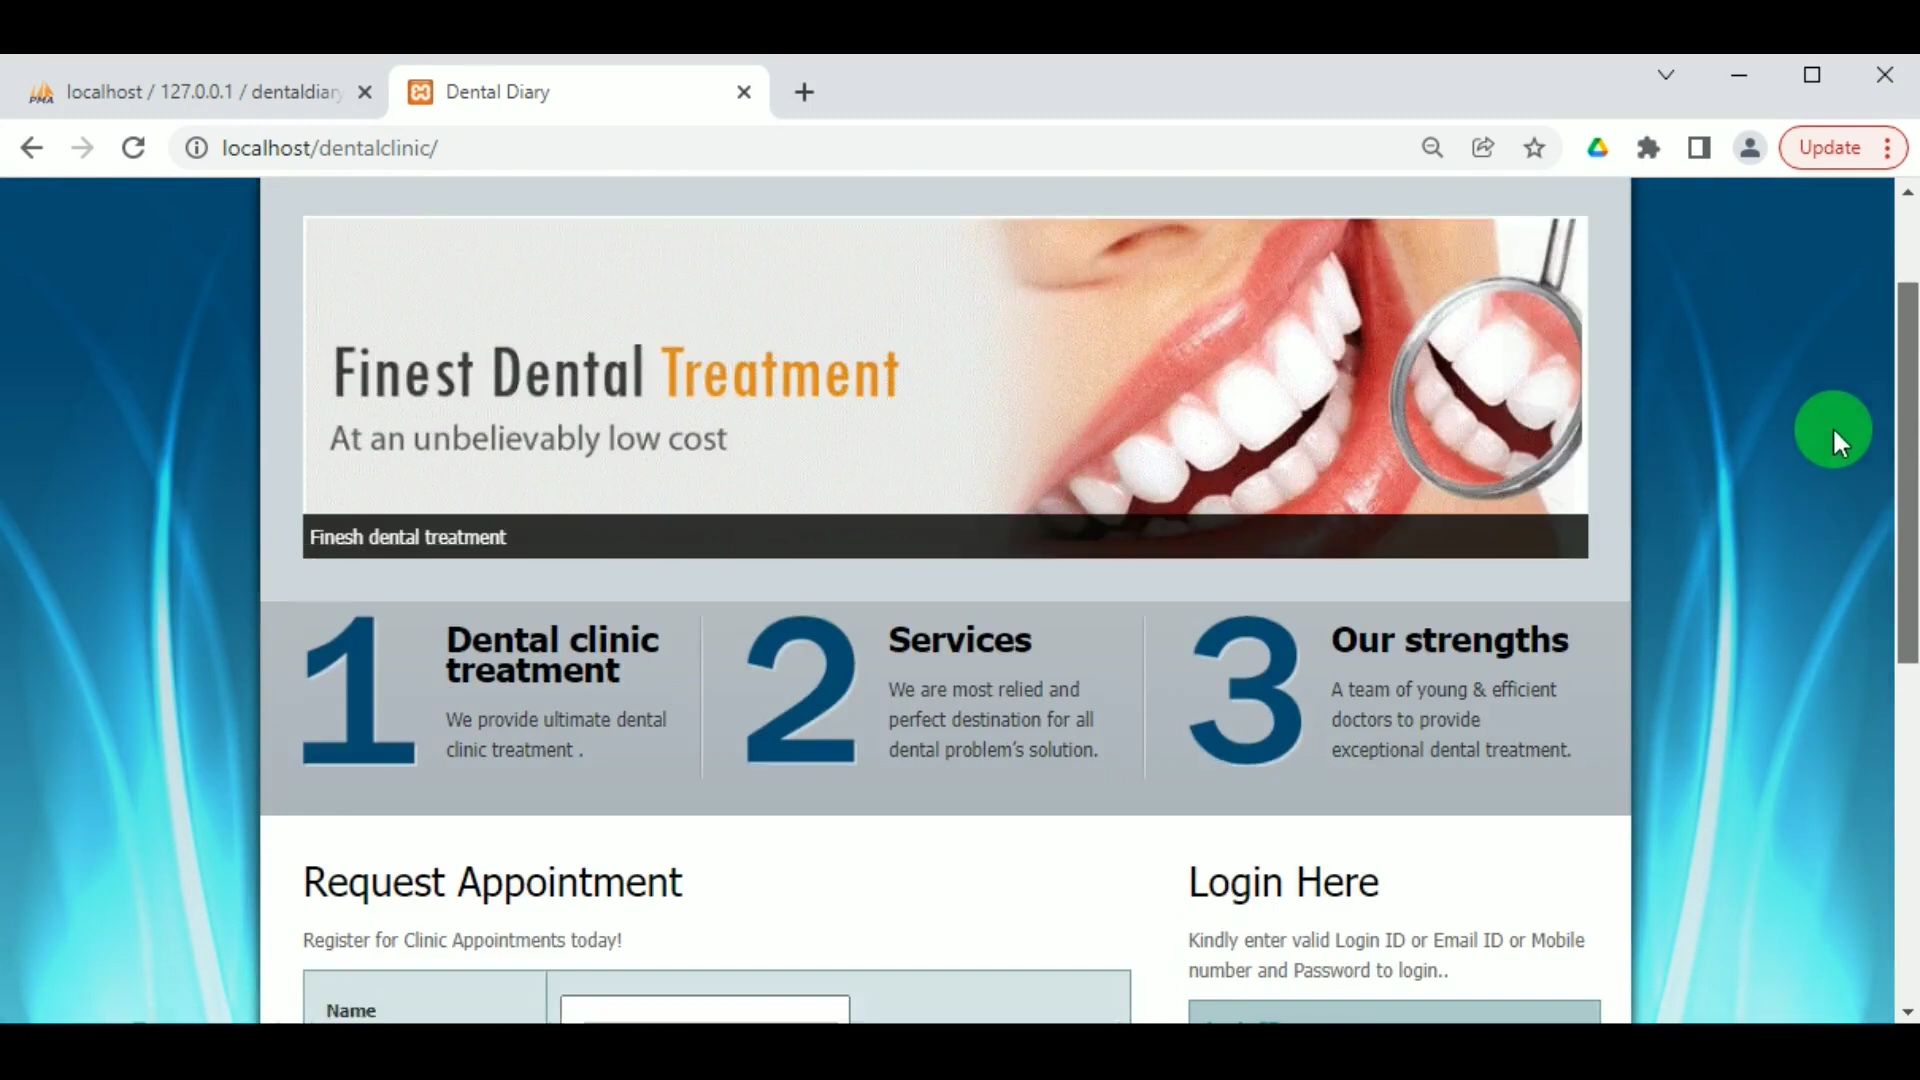 localhost / 127.0.0.1 / dentaldiary
Dental Diary
localhost/dentalclinic/
Update
Finest Dental Treatment
At an unbelievably low cost
Finesh dental treatment
1
Dental clinic
treatment
We provide ultimate dental
clinic treatment .
2
Services
We are most relied and
perfect destination for all
dental problem's solution.
3
Our strengths
A team of young & efficient
doctors to provide
exceptional dental treatment.
Request Appointment
Register for Clinic Appointments today!
Name
Login Here
Kindly enter valid Login ID or Email ID or Mobile
number and Password to login..